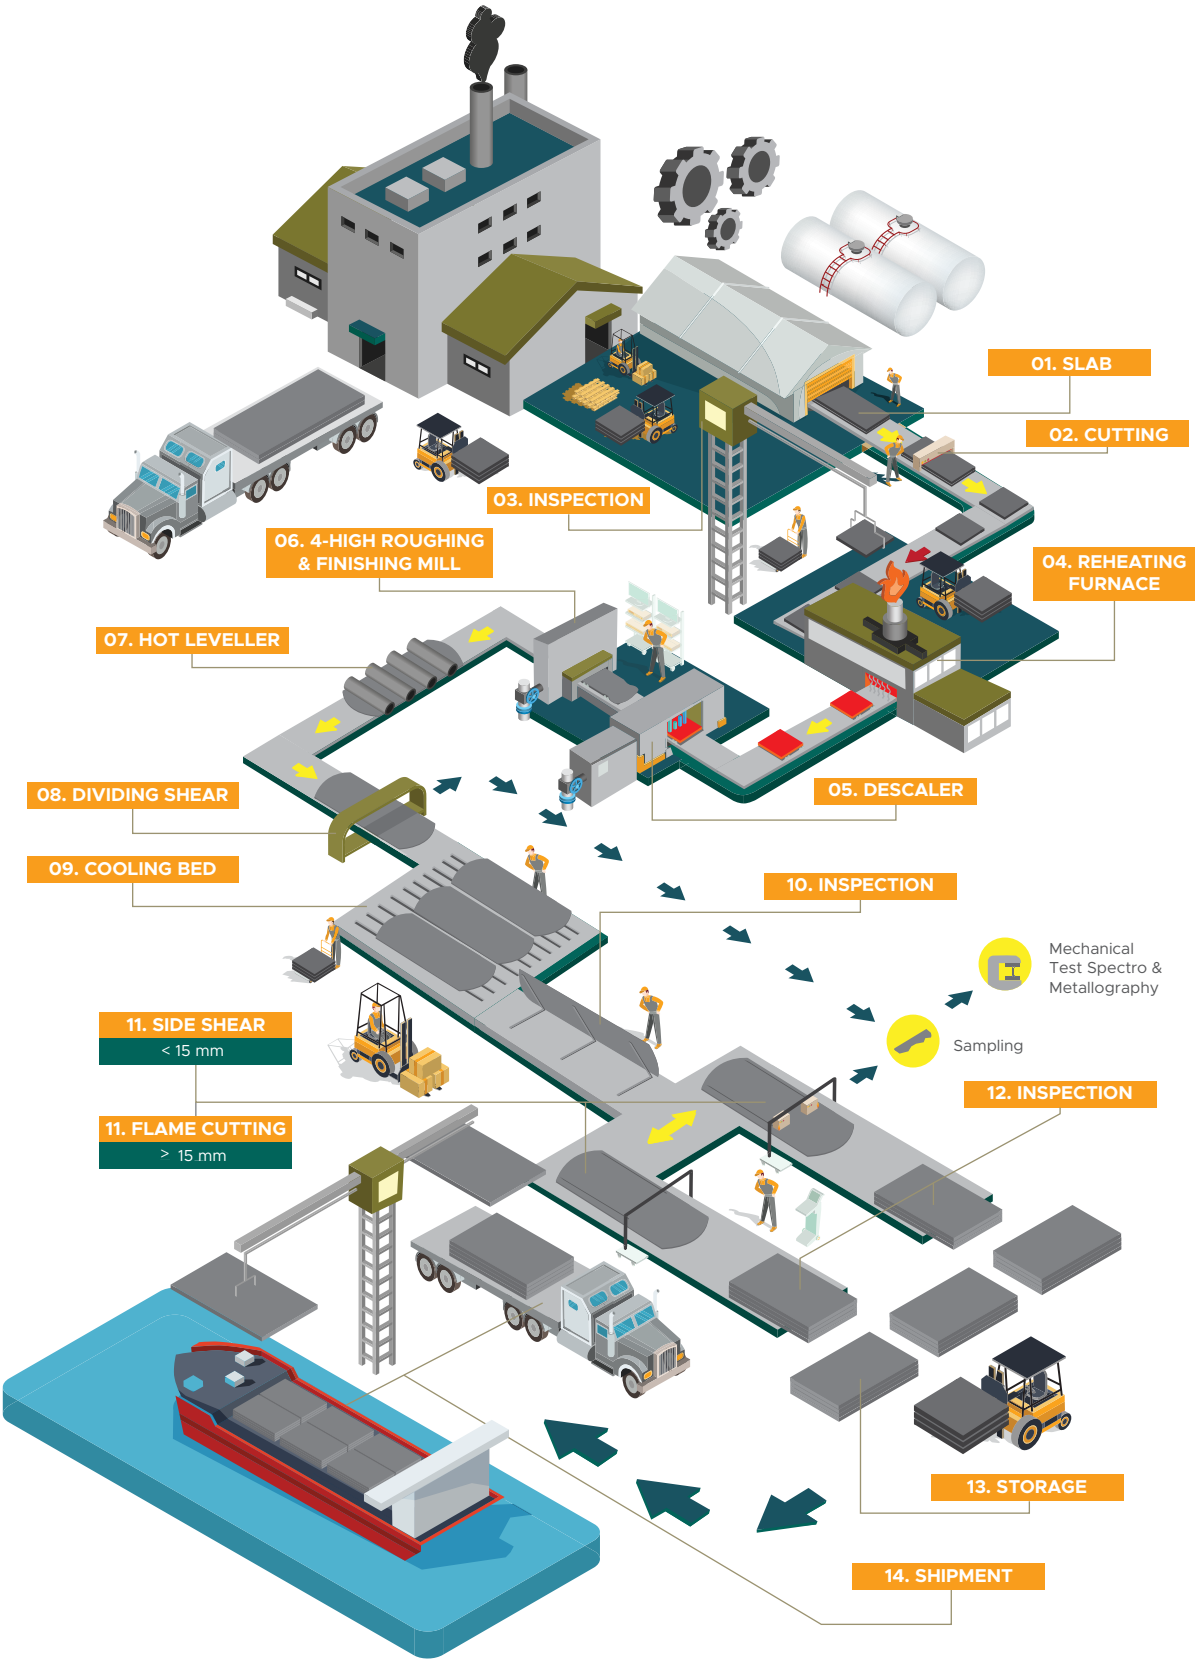 01. SLAB
02. CUTTING
03. INSPECTION
06. 4-HIGH ROUGHING
& FINISHING MILL
04. REHEATING
FURNACE
07. HOT LEVELLER
08. DIVIDING SHEAR
05. DESCALER
09. COOLING BED
10. INSPECTION
Mechanical
Test Spectro &
Metallography
11. SIDE SHEAR
< 15 mm
Sampling
12. INSPECTION
11. FLAME CUTTING
> 15 mm
13. STORAGE
14. SHIPMENT